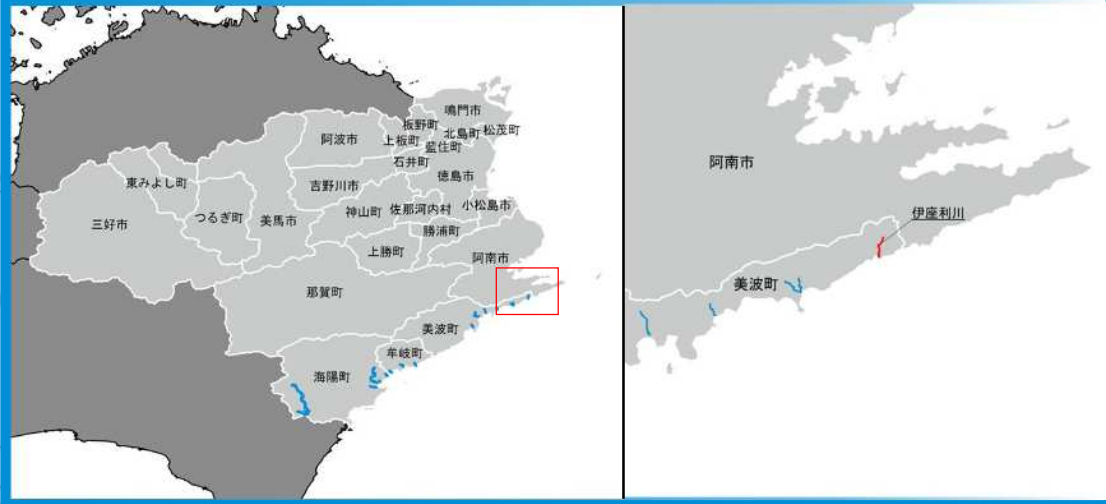 鳴門市
板野町
松茂町
北島町
阿波市
上板町
藍住町
石井町
徳島市
東みよし町
吉野川市
つるぎ町
美馬市
神山町
佐那河内村
小松島市
三好市
勝浦町
上勝町
阿南市
那賀町
美波町
牟岐町
海陽町
阿南市
伊座利川
美波町